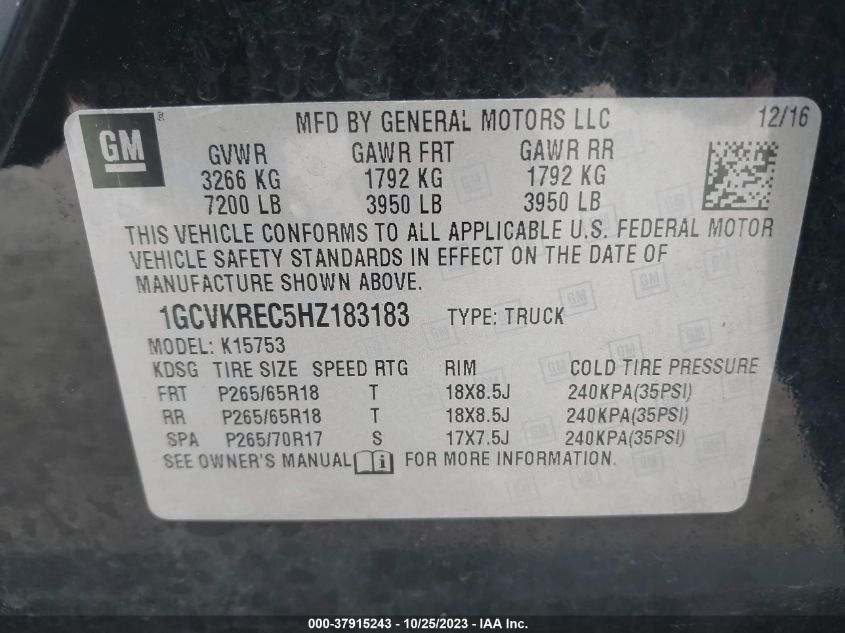 GM
MFD BY GENERAL MOTORS LLC 12/16
GVWR GAWR FRT GAWR RR
3266 KG 1792 KG 1792 KG
7200 LB 3950 LB 3950 LB
THIS VEHICLE CONFORMS TO ALL APPLICABLE U.S. FEDERAL MOTOR
VEHICLE SAFETY STANDARDS IN EFFECT ON THE DATE OF
MANUFACTURE SHOWN ABOVE.
1GCVKREC5HZ183183 TYPE: TRUCK
MODEL: K15753
KDSG TIRE SIZE SPEED RTG RIM COLD TIRE PRESSURE
FRT P265/65R18 T 18X8.5J 240KPA(35PSI)
RR P265/65R18 T 18X8.5J 240KPA(35PSI)
SPA P265/70R17 S 17X7.5J 240KPA(35PSI)
SEE OWNER'S MANUAL i FOR MORE INFORMATION.
000-37915243 - 10/25/2023 - IAA Inc.